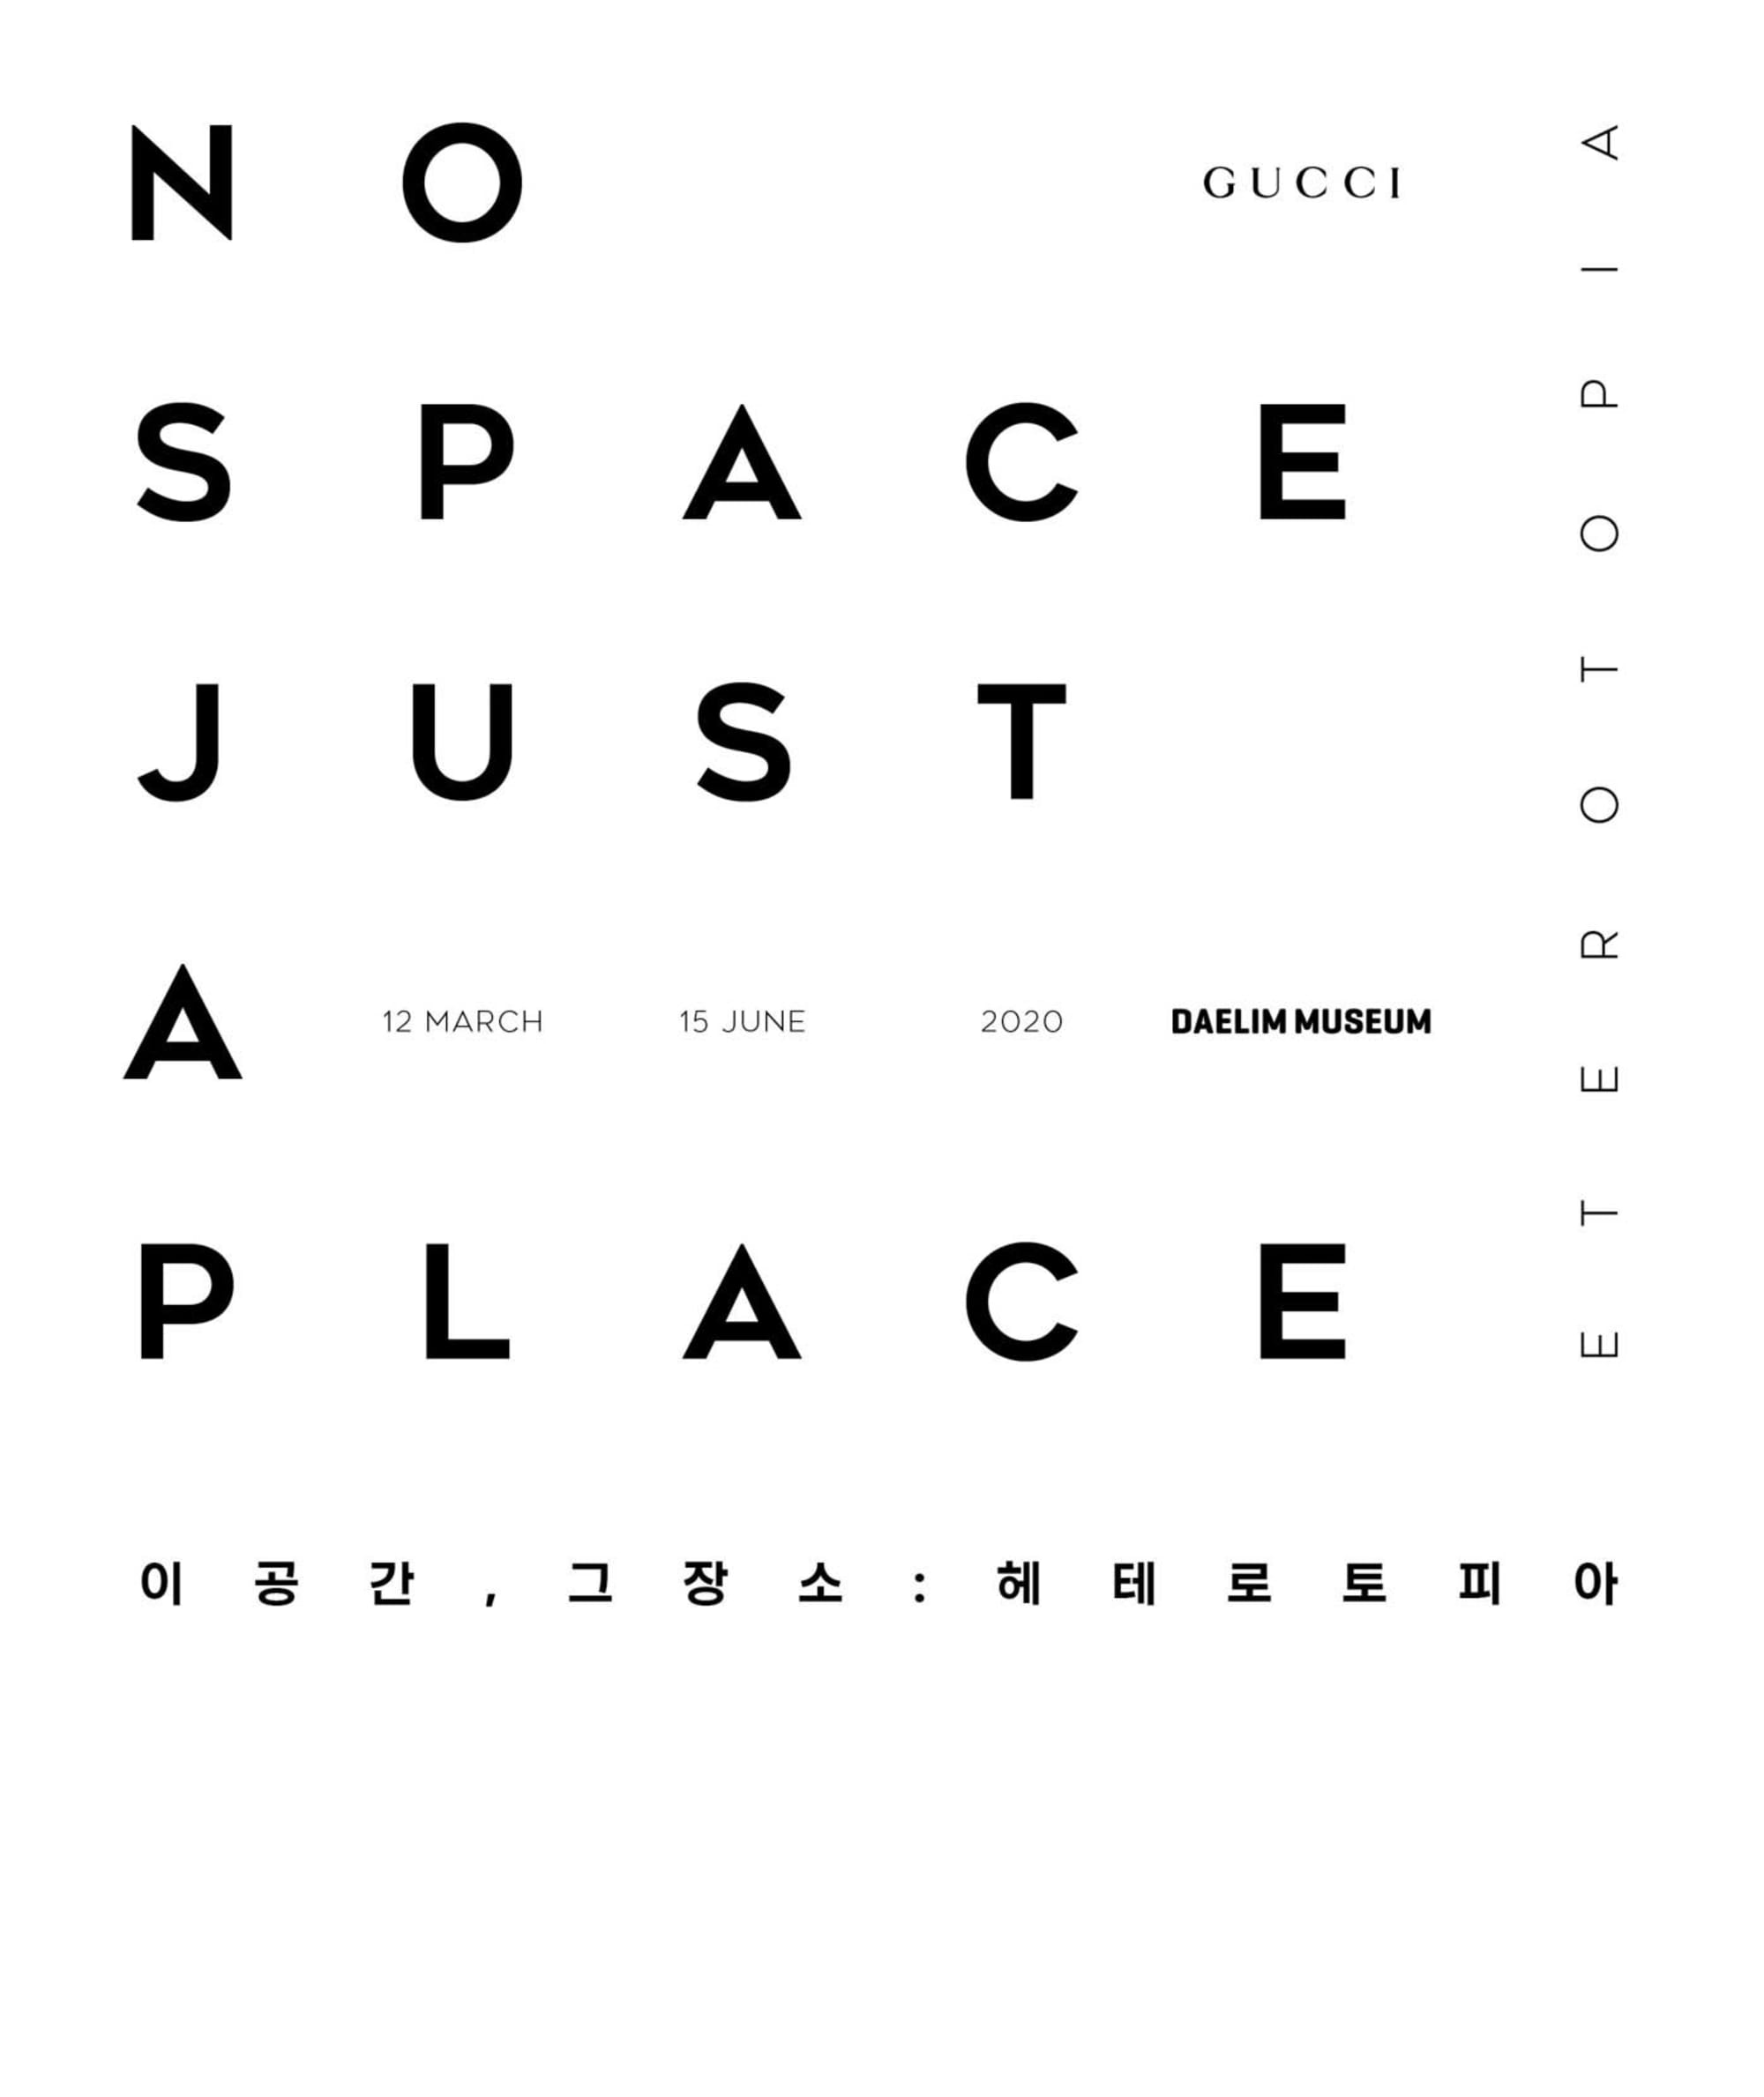 NO
GUCCI
SPACE
JUST
A
12 MARCH 15 JUNE 2020 DAELIM MUSEUM
PLACE
ETEROTOPIA
이공간,그장소:헤테로토피아